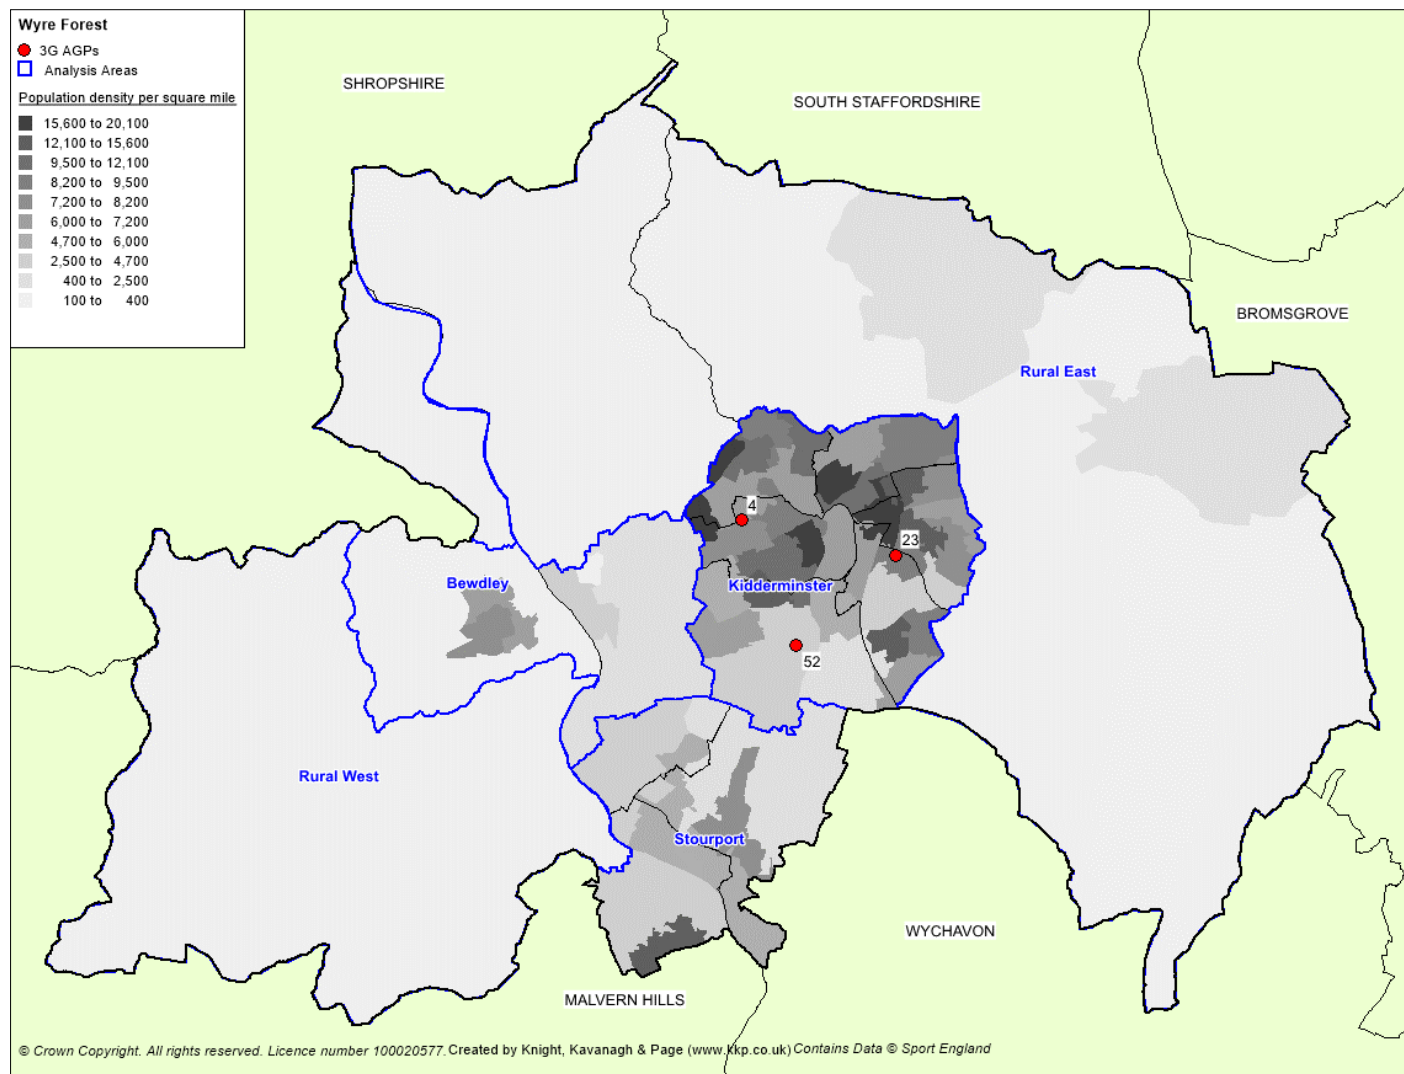 Wyre Forest
3G AGPs
Analysis Areas
Population density per square mile
15,600 to 20,100
12,100 to 15,600
9,500 to 12,100
8,200 to 9,500
7,200 to 8,200
6,000 to 7,200
4,700 to 6,000
2,500 to 4,700
400 to 2,500
100 to 400
SHROPSHIRE
SOUTH STAFFORDSHIRE
BROMSGROVE
Rural East
4
23
Bewdley
Kidderminster
52
Rural West
Stourport
WYCHAVON
MALVERN HILLS
© Crown Copyright. All rights reserved. Licence number 100020577. Created by Knight, Kavanagh & Page (www.kkp.co.uk) Contains Data © Sport England